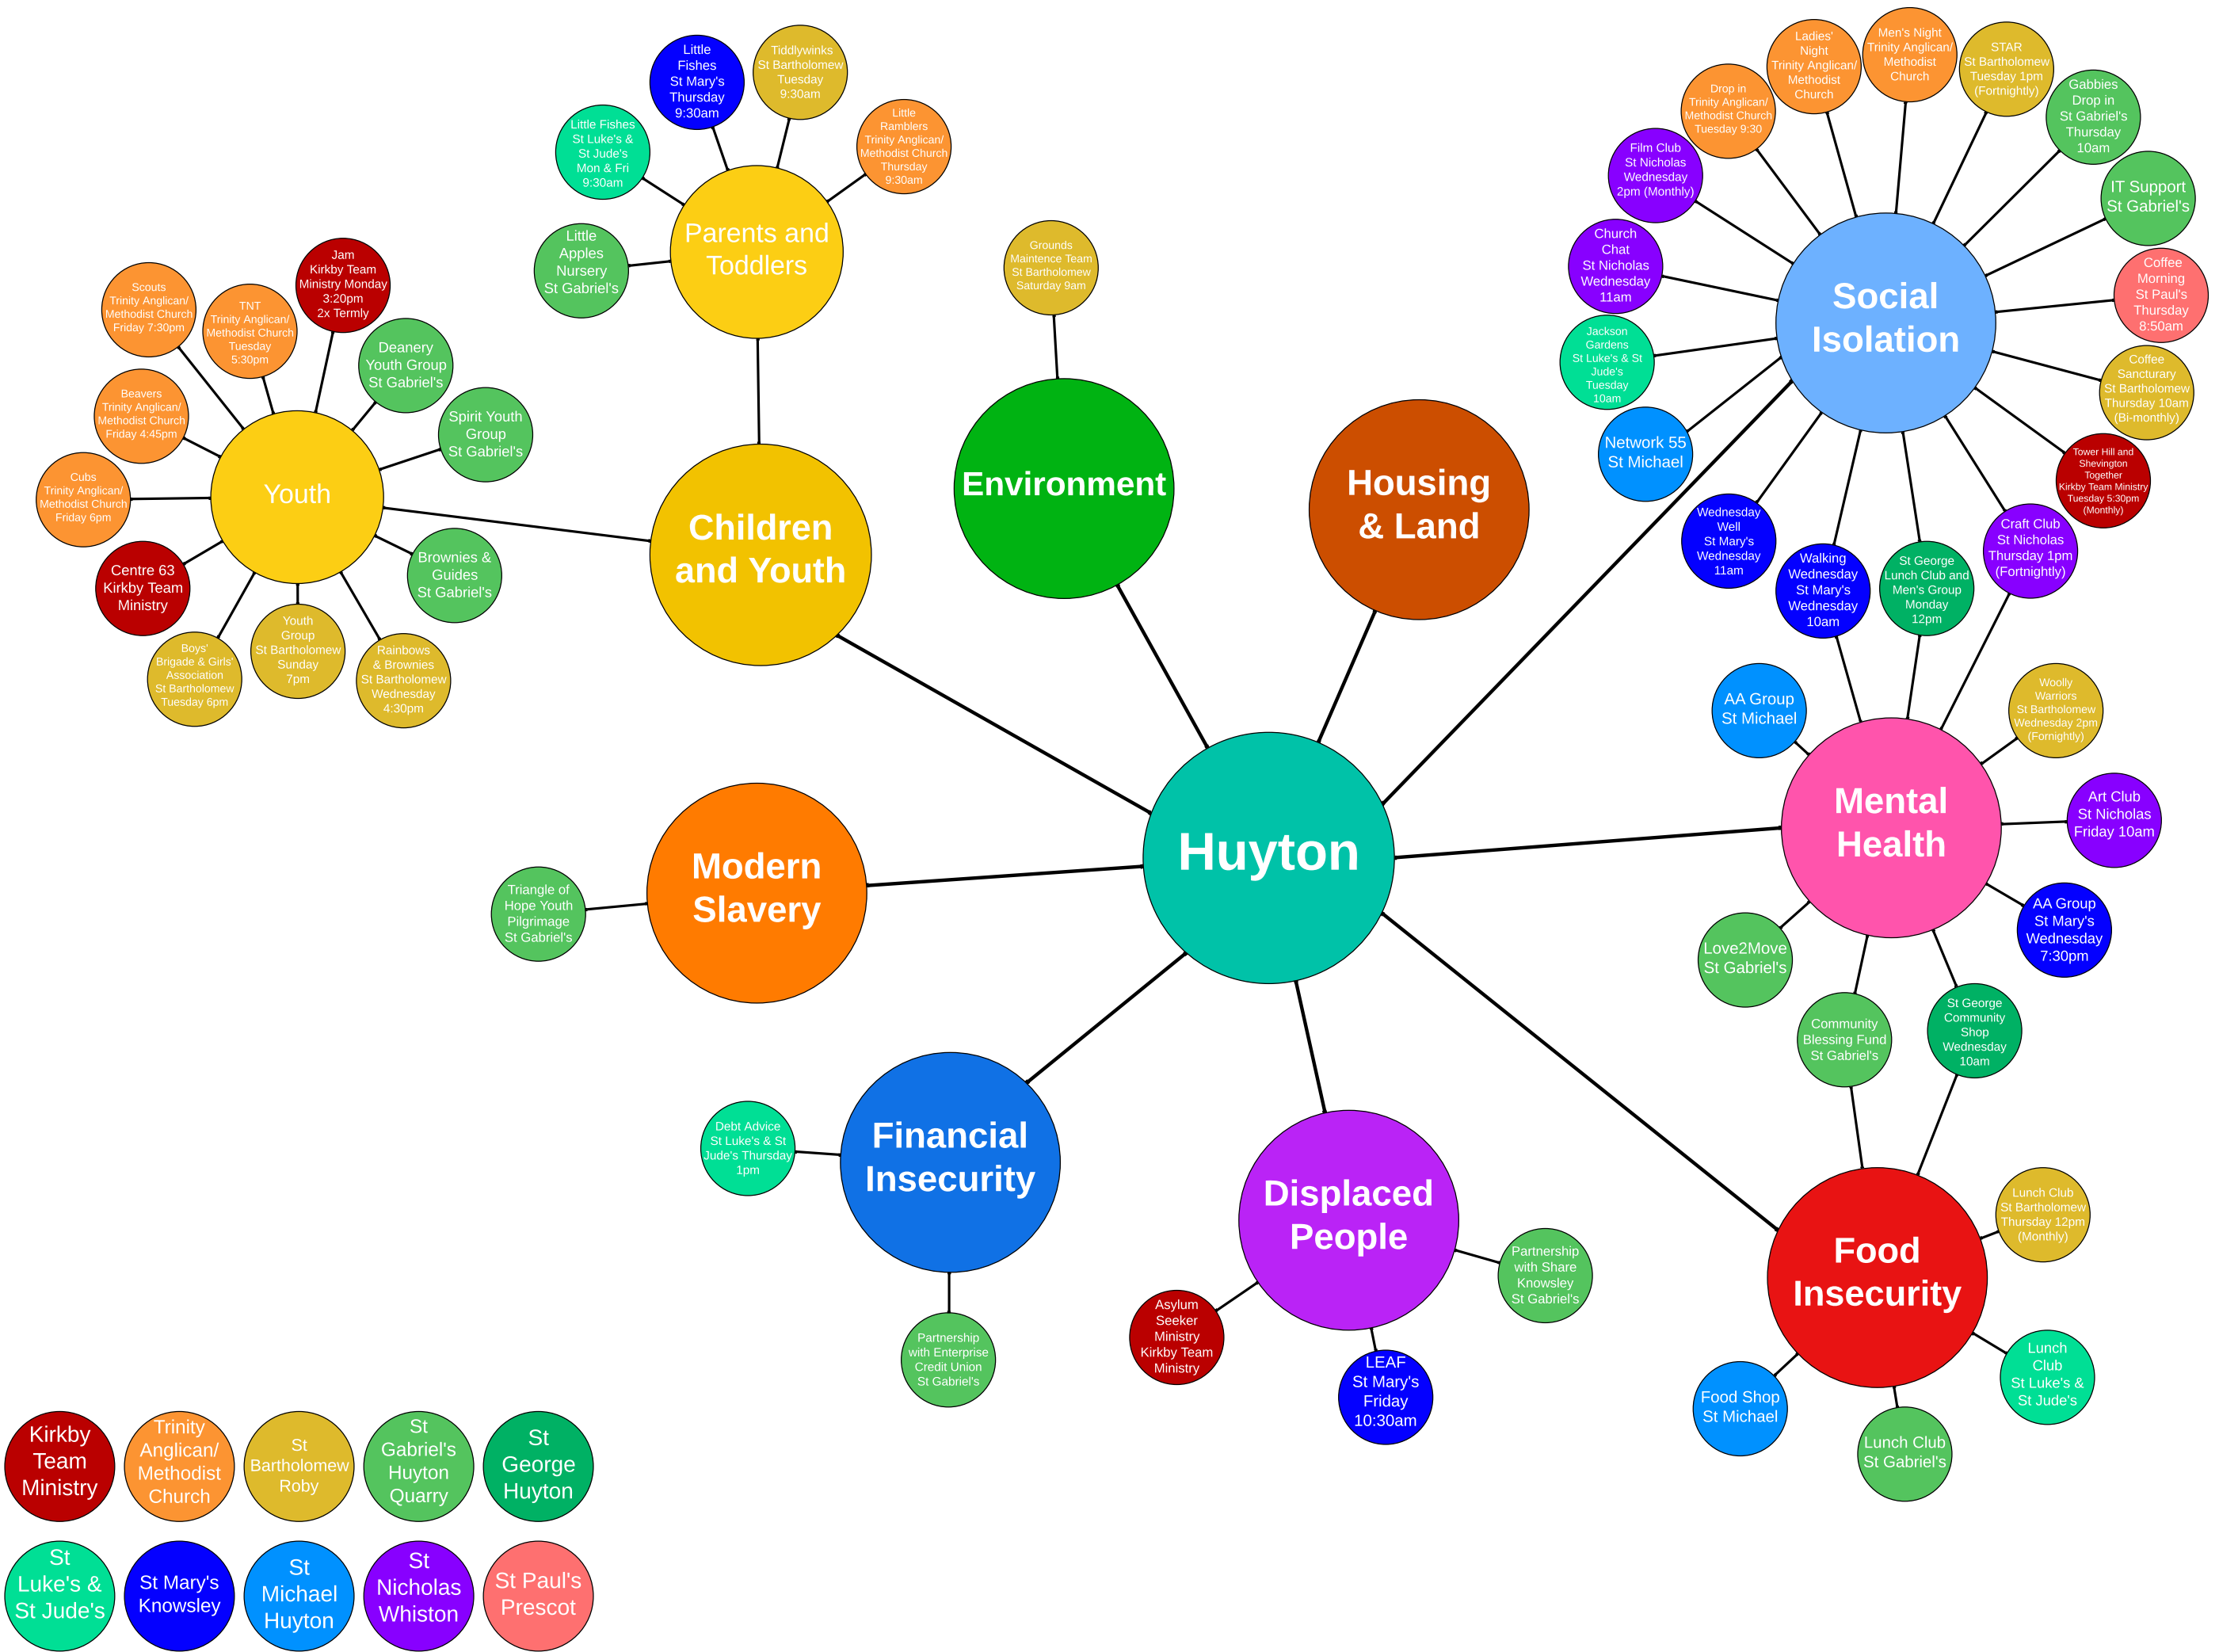 Little
Fishes
St Mary's
Thursday
9:30am
Tiddlywinks
St Bartholomew
Tuesday
9:30am
Little Fishes
St Luke's &
St Jude's
Mon & Fri
9:30am
Little
Ramblers
Trinity Anglican/
Methodist Church
Thursday
9:30am
Little
Apples
Nursery
St Gabriel's
Parents and
Toddlers
Scouts
Trinity Anglican/
Methodist Church
Friday 7:30pm
TNT
Trinity Anglican/
Methodist Church
Tuesday
5:30pm
Jam
Kirkby Team
Ministry Monday
3:20pm
2x Termly
Deanery
Youth Group
St Gabriel's
Spirit Youth
Group
St Gabriel's
Beavers
Trinity Anglican/
Methodist Church
Friday 4:45pm
Cubs
Trinity Anglican/
Methodist Church
Friday 6pm
Youth
Centre 63
Kirkby Team
Ministry
Brownies &
Guides
St Gabriel's
Boys'
Brigade & Girls'
Association
St Bartholomew
Tuesday 6pm
Youth
Group
St Bartholomew
Sunday
7pm
Rainbows
& Brownies
St Bartholomew
Wednesday
4:30pm
Children
and Youth
Grounds
Maintence Team
St Bartholomew
Saturday 9am
Environment
Housing
& Land
Ladies'
Night
Trinity Anglican/
Methodist
Church
Men's Night
Trinity Anglican/
Methodist
Church
STAR
St Bartholomew
Tuesday 1pm
(Fortnightly)
Drop in
Trinity Anglican/
Methodist Church
Tuesday 9:30
Gabbies
Drop in
St Gabriel's
Thursday
10am
Film Club
St Nicholas
Wednesday
2pm (Monthly)
IT Support
St Gabriel's
Church
Chat
St Nicholas
Wednesday
11am
Coffee
Morning
St Paul's
Thursday
8:50am
Social
Isolation
Jackson
Gardens
St Luke's & St
Jude's
Tuesday
10am
Coffee
Sancturary
St Bartholomew
Thursday 10am
(Bi-monthly)
Network 55
St Michael
Tower Hill and
Shevington
Together
Kirkby Team Ministry
Tuesday 5:30pm
(Monthly)
Wednesday
Well
St Mary's
Wednesday
11am
Walking
Wednesday
St Mary's
Wednesday
10am
St George
Lunch Club and
Men's Group
Monday
12pm
Craft Club
St Nicholas
Thursday 1pm
(Fortnightly)
AA Group
St Michael
Woolly
Warriors
St Bartholomew
Wednesday 2pm
(Fornightly)
Mental
Health
Art Club
St Nicholas
Friday 10am
AA Group
St Mary's
Wednesday
7:30pm
Love2Move
St Gabriel's
Community
Blessing Fund
St Gabriel's
St George
Community
Shop
Wednesday
10am
Huyton
Modern
Slavery
Triangle of
Hope Youth
Pilgrimage
St Gabriel's
Financial
Insecurity
Debt Advice
St Luke's & St
Jude's Thursday
1pm
Partnership
with Enterprise
Credit Union
St Gabriel's
Displaced
People
Asylum
Seeker
Ministry
Kirkby Team
Ministry
LEAF
St Mary's
Friday
10:30am
Partnership
with Share
Knowsley
St Gabriel's
Food
Insecurity
Lunch Club
St Bartholomew
Thursday 12pm
(Monthly)
Lunch
Club
St Luke's &
St Jude's
Food Shop
St Michael
Lunch Club
St Gabriel's
Kirkby
Team
Ministry
Trinity
Anglican/
Methodist
Church
St
Bartholomew
Roby
St
Gabriel's
Huyton
Quarry
St
George
Huyton
St
Luke's &
St Jude's
St Mary's
Knowsley
St
Michael
Huyton
St
Nicholas
Whiston
St Paul's
Prescot